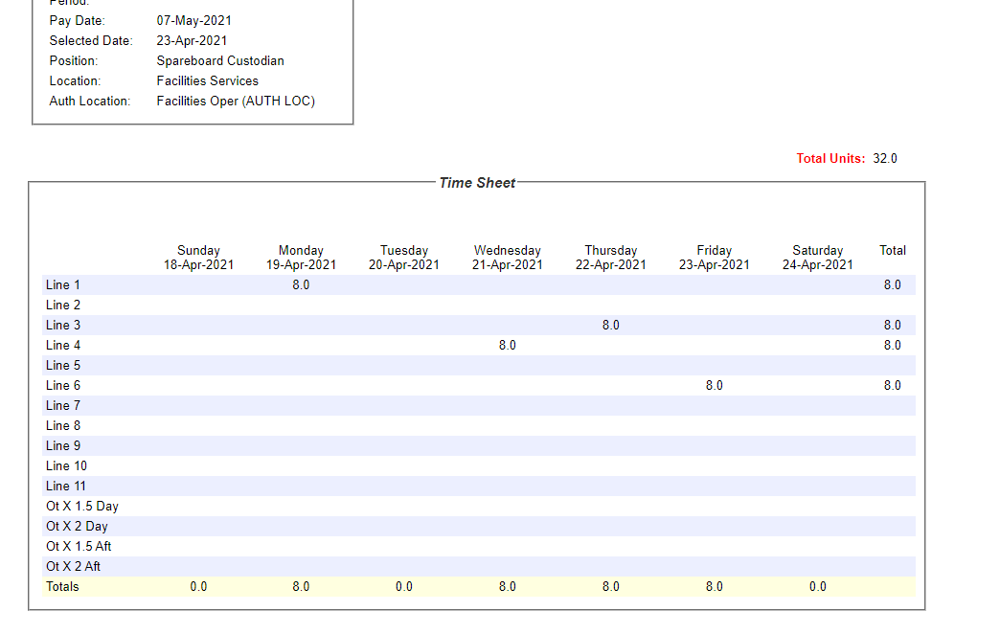 Period:
Pay Date: 07-May-2021
Selected Date: 23-Apr-2021
Position: Spareboard Custodian
Location: Facilities Services
Auth Location: Facilities Oper (AUTH LOC)
Total Units: 32.0
Time Sheet
Sunday Monday Tuesday Wednesday Thursday Friday Saturday Total
18-Apr-2021 19-Apr-2021 20-Apr-2021 21-Apr-2021 22-Apr-2021 23-Apr-2021 24-Apr-2021
Line 1 8.0 8.0
Line 2
Line 3 8.0 8.0
Line 4 8.0 8.0
Line 5
Line 6 8.0 8.0
Line 7
Line 8
Line 9
Line 10
Line 11
Ot X 1.5 Day
Ot X 2 Day
Ot X 1.5 Aft
Ot X 2 Aft
Totals 0.0 8.0 0.0 8.0 8.0 8.0 0.0